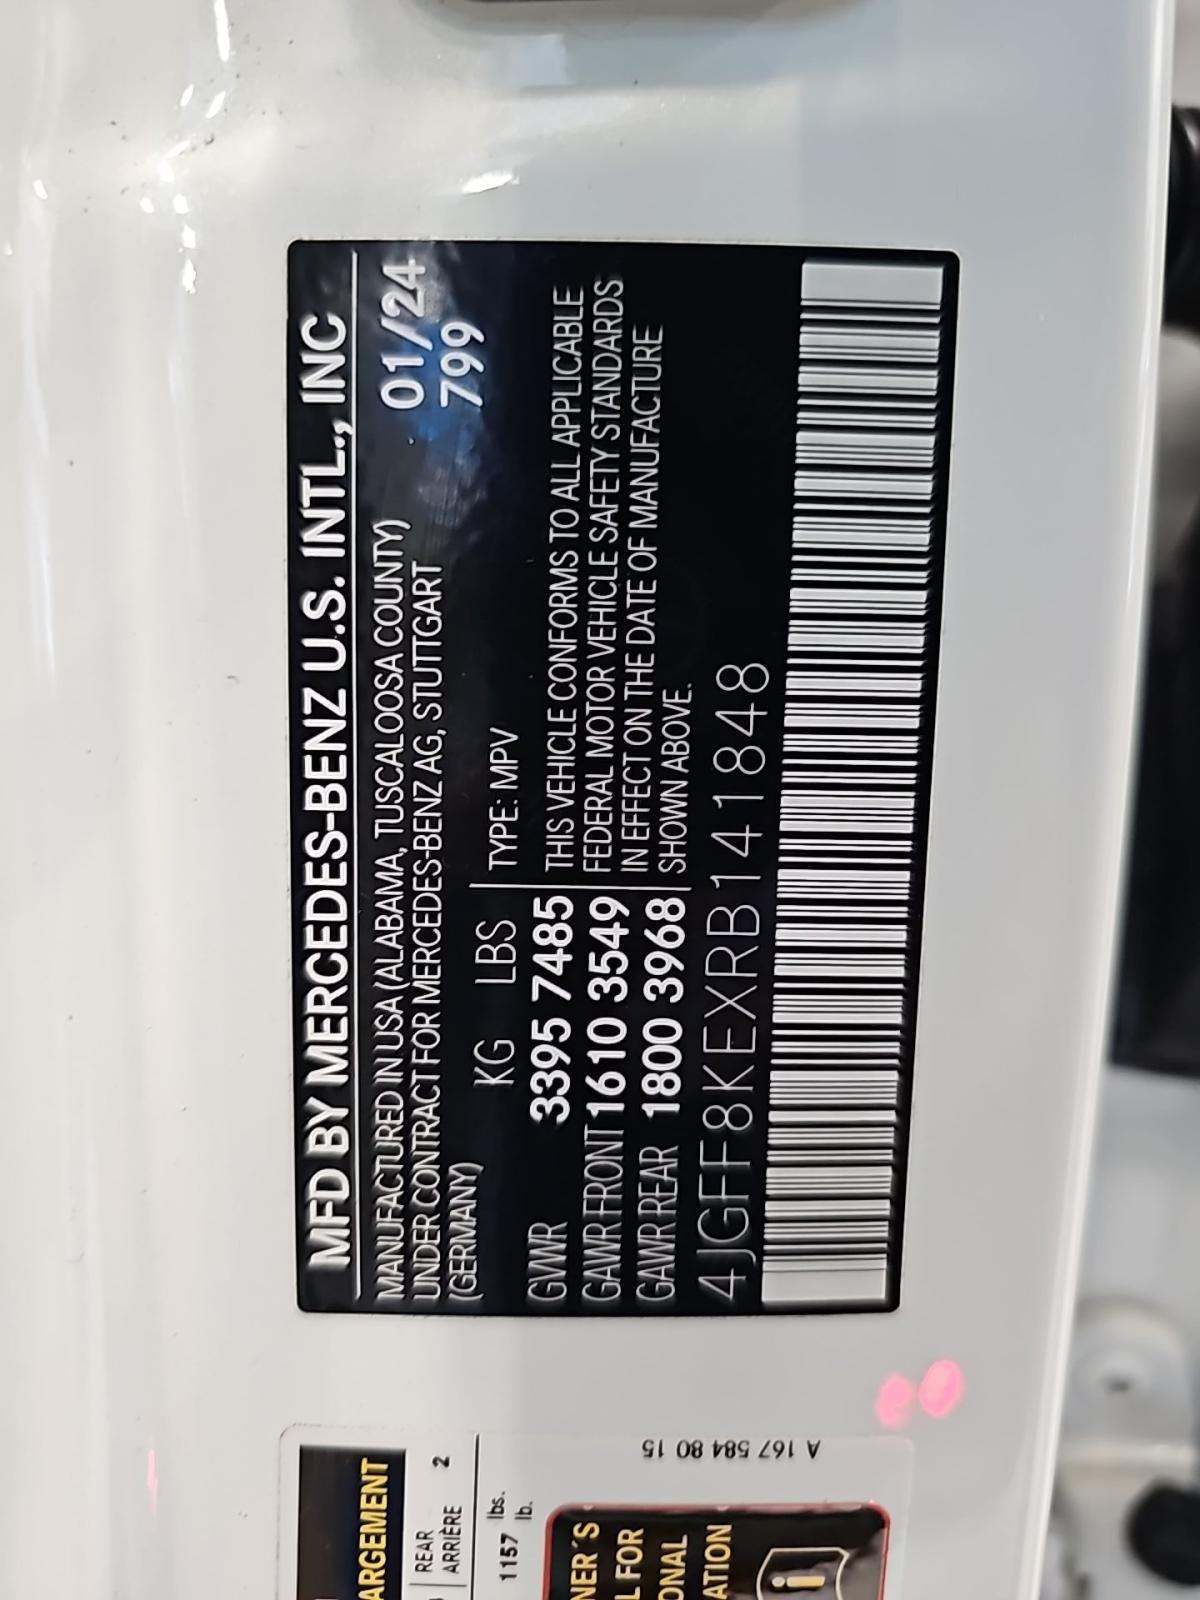 MFD BY MERCEDES-BENZ U.S. INTL., INC
MANUFACTURED IN USA (ALABAMA, TUSCALOOSA COUNTY)
UNDER CONTRACT FOR MERCEDES-BENZ AG, STUTTGART
(GERMANY)
01/24
799
KG LBS TYPE: MPV
GVWR 3395 7485
GAWR FRONT 1610 3549
GAWR REAR 1800 3968
THIS VEHICLE CONFORMS TO ALL APPLICABLE
FEDERAL MOTOR VEHICLE SAFETY STANDARDS
IN EFFECT ON THE DATE OF MANUFACTURE
SHOWN ABOVE.
4JGFF8KEXRB141848
ARGEMENT
REAR
ARRIÈRE 2
1157 lbs.
lb.
NER'S
L FOR
ONAL
ATION
i
A 167 584 80 15